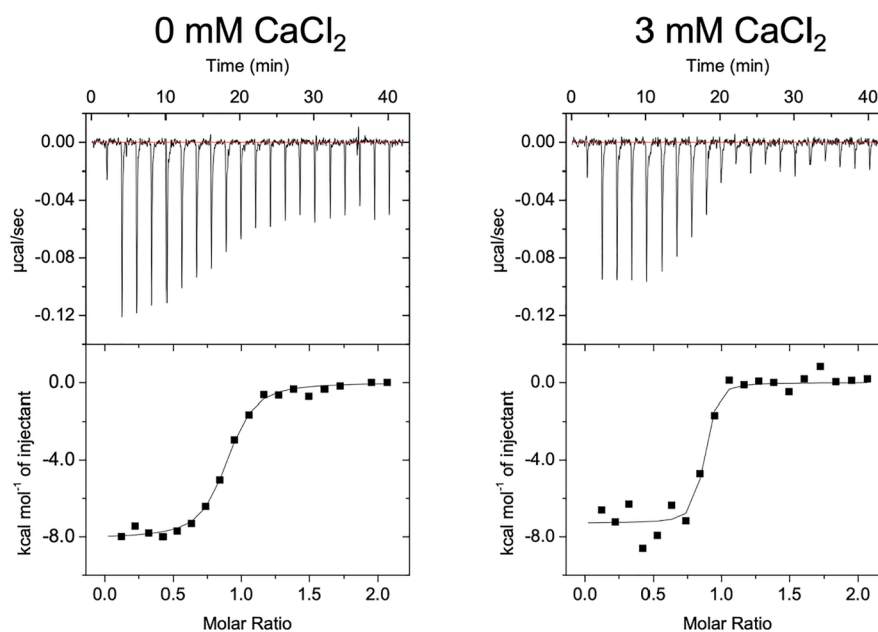 0 mM CaCl₂
Time (min)
0 10 20 30 40
0.00
-0.04
-0.08
-0.12
μcal/sec
0.0
-4.0
-8.0
kcal mol⁻¹ of injectant
0.0 0.5 1.0 1.5 2.0
Molar Ratio
3 mM CaCl₂
Time (min)
0 10 20 30 40
0.00
-0.04
-0.08
-0.12
μcal/sec
0.0
-4.0
-8.0
kcal mol⁻¹ of injectant
0.0 0.5 1.0 1.5 2.0
Molar Ratio